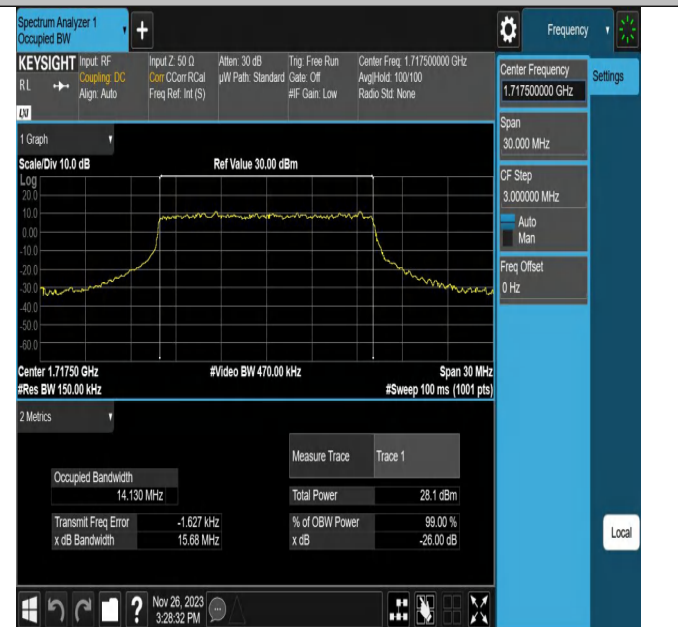 Spectrum Analyzer 1
Occupied BW
+
Frequency
KEYSIGHT
RL
LXI
Input: RF
Coupling: DC
Align: Auto
Input Z: 50 Ω
Corr CCorr RCal
Freq Ref: Int (S)
Atten: 30 dB
µW Path: Standard
Trig: Free Run
Gate: Off
#IF Gain: Low
Center Freq: 1.717500000 GHz
Avg|Hold: 100/100
Radio Std: None
Center Frequency
1.717500000 GHz
Settings
Span
30.000 MHz
CF Step
3.000000 MHz
Auto
Man
Freq Offset
0 Hz
1 Graph
Scale/Div 10.0 dB
Ref Value 30.00 dBm
Log
20.0
10.0
0.00
-10.0
-20.0
-30.0
-40.0
-50.0
-60.0
Center 1.71750 GHz
#Video BW 470.00 kHz
Span 30 MHz
#Res BW 150.00 kHz
#Sweep 100 ms (1001 pts)
2 Metrics
Measure Trace
Trace 1
Occupied Bandwidth
14.130 MHz
Total Power
28.1 dBm
Transmit Freq Error
-1.627 kHz
% of OBW Power
99.00 %
x dB Bandwidth
15.68 MHz
x dB
-26.00 dB
Local
?
Nov 26, 2023
3:28:32 PM